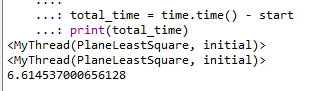 ...:
...: total_time = time.time() - start
...: print(total_time)
<MyThread(PlaneLeastSquare, initial)>
<MyThread(PlaneLeastSquare, initial)>
6.614537000656128